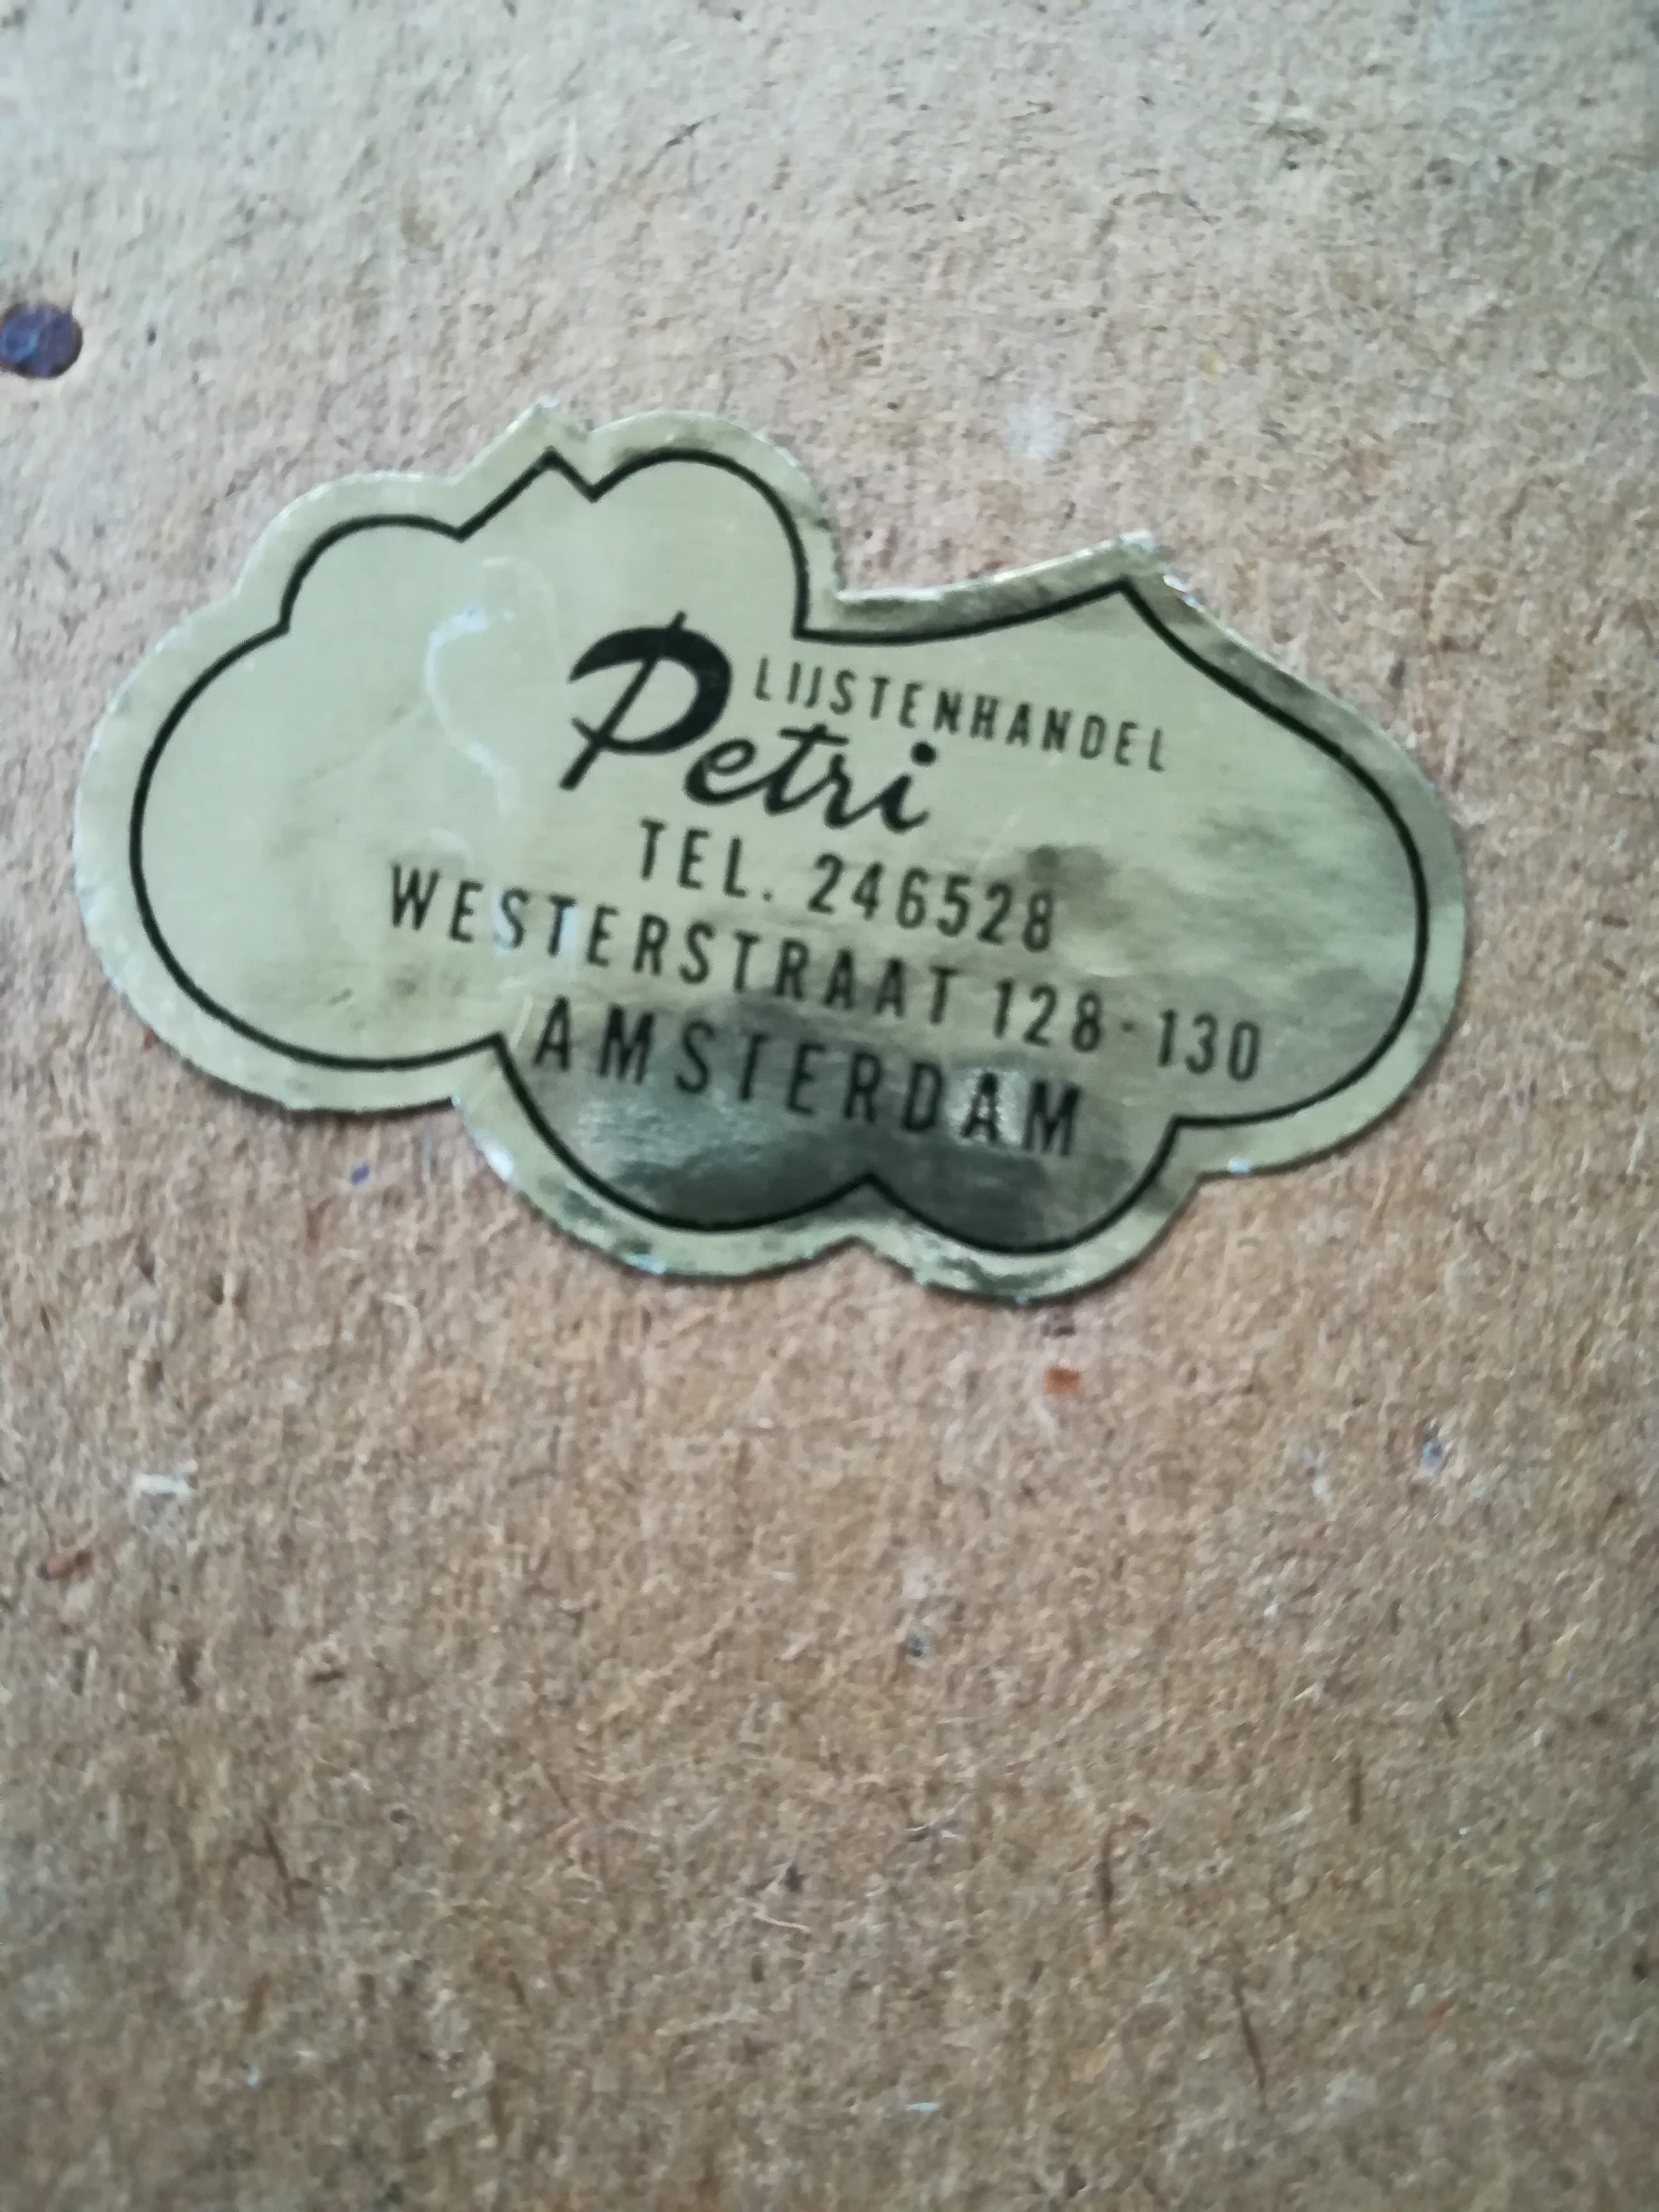 LIJSTENHANDEL
Petri
TEL. 246528
WESTERSTRAAT 128-130
AMSTERDAM